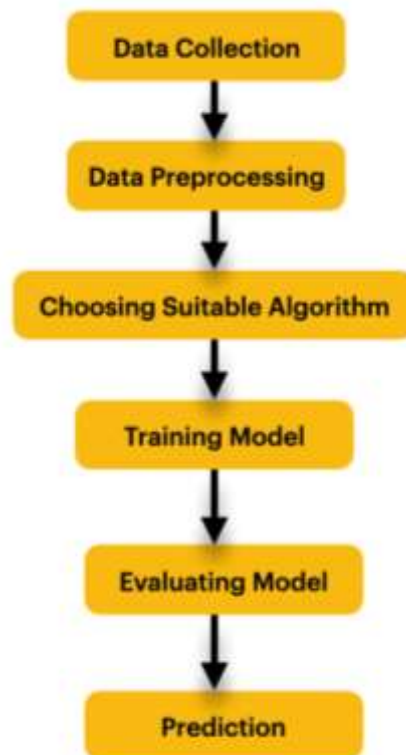 Data Collection
Data Preprocessing
Choosing Suitable Algorithm
Training Model
Evaluating Model
Prediction